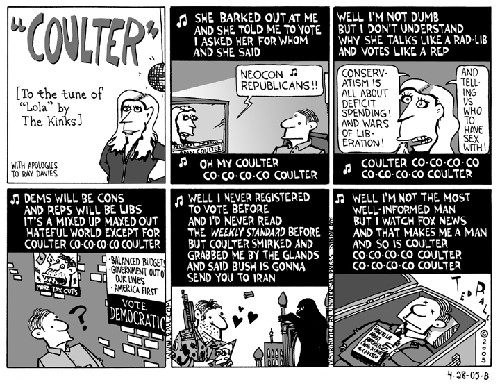 "COULTER"
[To the tune of
"Lola" by
The Kinks]
WITH APOLOGIES
TO RAY DAVIES
SHE BARKED OUT AT ME
AND SHE TOLD ME TO VOTE
I ASKED HER FOR WHOM
AND SHE SAID
NEOCON
REPUBLICANS!!
OH MY COULTER
CO-CO-CO-CO COULTER
WELL I'M NOT DUMB
BUT I DON'T UNDERSTAND
WHY SHE TALKS LIKE A RAD-LIB
AND VOTES LIKE A REP
CONSERV-
ATISM IS
ALL ABOUT
DEFICIT
SPENDING!
AND WARS
OF LIB-
ERATION!
AND
TELL-
ING
US
WHO
TO
HAVE
SEX
WITH!
COULTER CO-CO-CO-CO
COULTER CO-CO-CO-CO COULTER
DEMS WILL BE CONS
AND REPS WILL BE LIBS
IT'S A MIXED UP MAXED OUT
HATEFUL WORLD EXCEPT FOR
COULTER CO-CO-CO CO COULTER
MORE TAX CUTS
• BALANCED BUDGET
• GOVERNMENT OUT OF
OUR LIVES
• AMERICA FIRST
VOTE
DEMOCRATIC
WELL I NEVER REGISTERED
TO VOTE BEFORE
AND I'D NEVER READ
THE WEEKLY STANDARD BEFORE
BUT COULTER SMIRKED AND
GRABBED ME BY THE GLANDS
AND SAID BUSH IS GONNA
SEND YOU TO IRAN
WELL I'M NOT THE MOST
WELL-INFORMED MAN
BUT I WATCH FOX NEWS
AND THAT MAKES ME A MAN
AND SO IS COULTER
CO-CO-CO-CO COULTER
CO-CO-CO-CO COULTER
TED RALL
© 2005
4-28-05-B